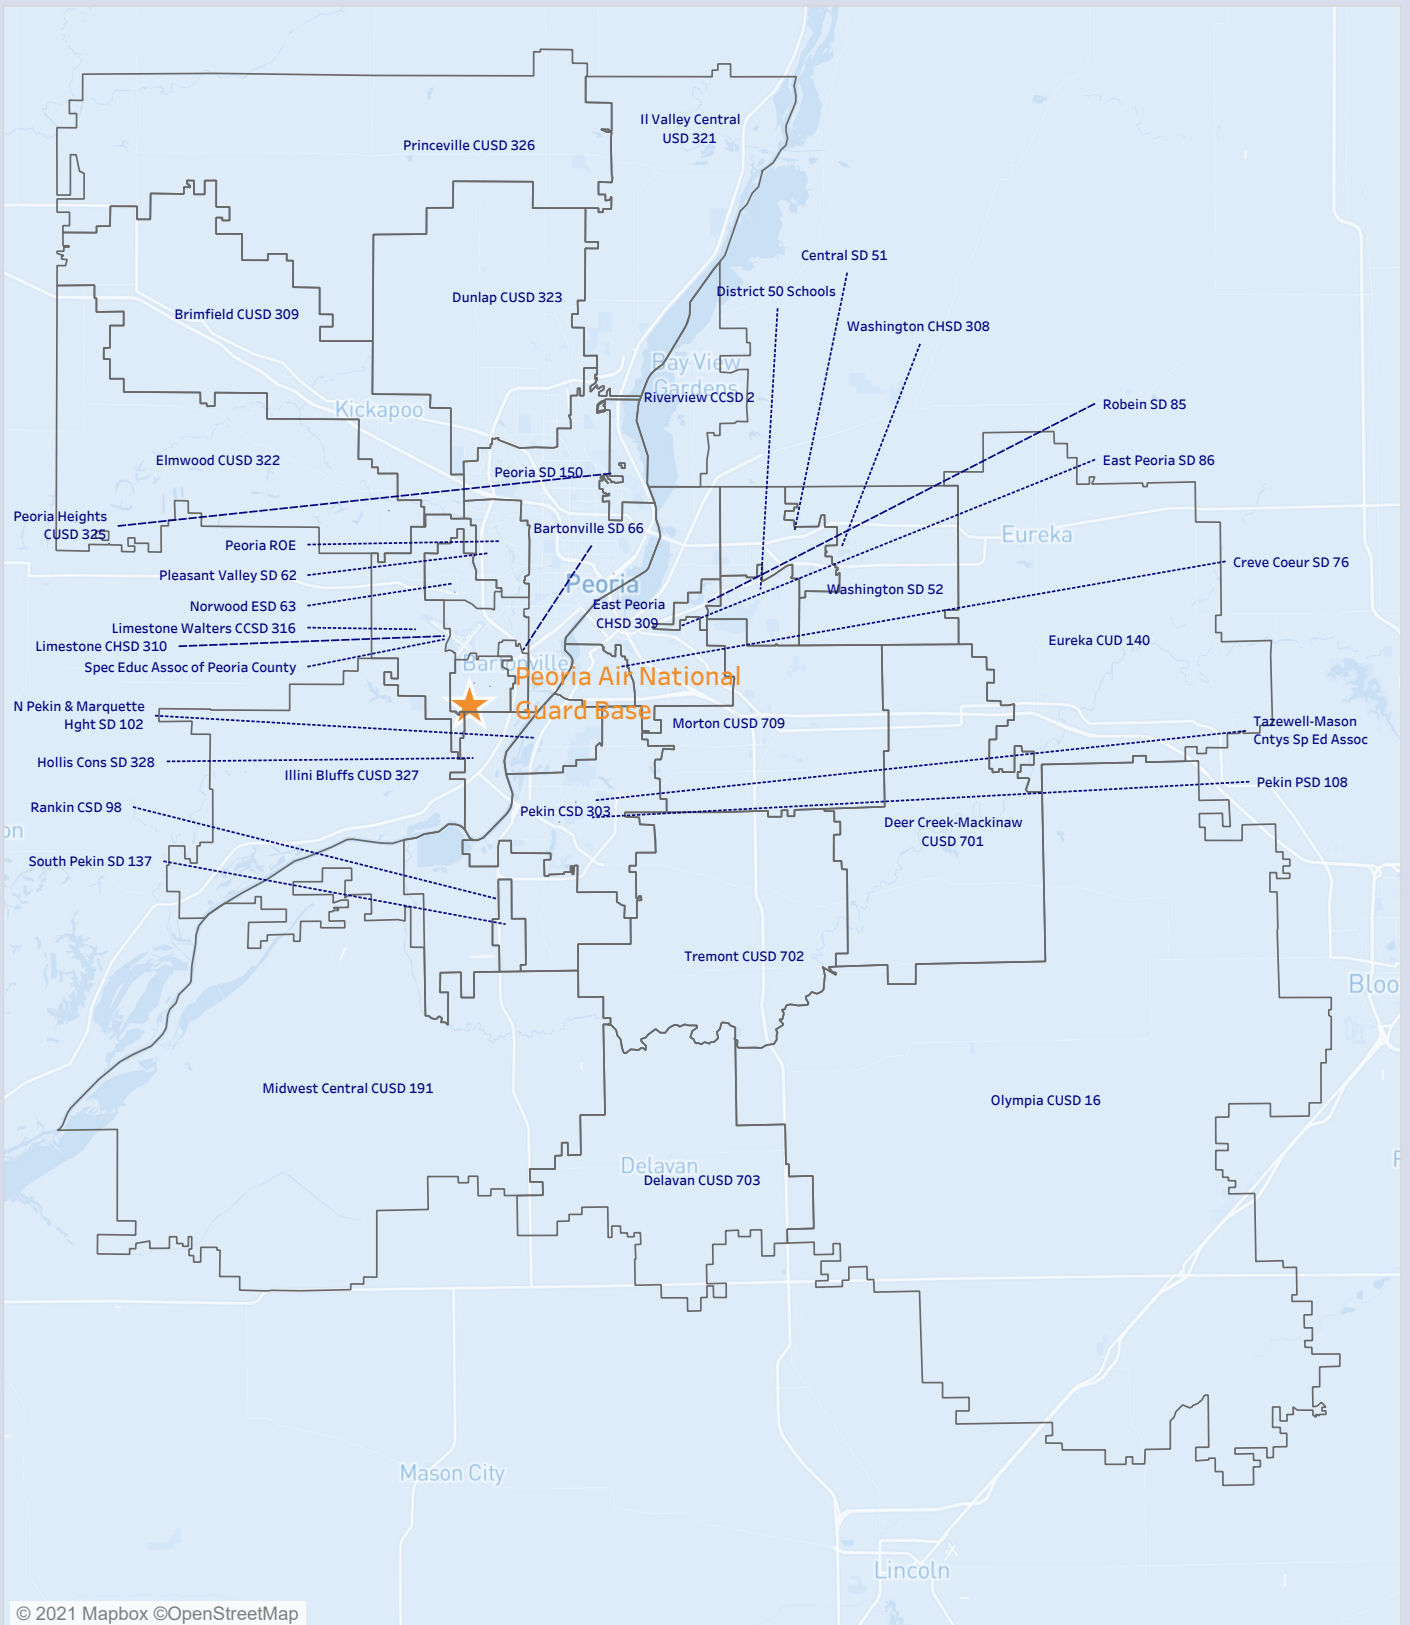 Il Valley Central
USD 321
Princeville CUSD 326
Central SD 51
District 50 Schools
Dunlap CUSD 323
Brimfield CUSD 309
Washington CHSD 308
Bay View
Gardens
Riverview CCSD 2
Robein SD 85
Kickapoo
Elmwood CUSD 322
East Peoria SD 86
Peoria SD 150
Peoria Heights
CUSD 325
Bartonville SD 66
Eureka
Peoria ROE
Creve Coeur SD 76
Pleasant Valley SD 62
Peoria
Washington SD 52
Norwood ESD 63
East Peoria
CHSD 309
Limestone Walters CCSD 316
Eureka CUD 140
Limestone CHSD 310
Spec Educ Assoc of Peoria County
Bartonville
Peoria Air National
Guard Base
N Pekin & Marquette
Hght SD 102
Morton CUSD 709
Tazewell-Mason
Cntys Sp Ed Assoc
Hollis Cons SD 328
Illini Bluffs CUSD 327
Pekin PSD 108
Rankin CSD 98
Pekin CSD 303
Deer Creek-Mackinaw
CUSD 701
on
South Pekin SD 137
Tremont CUSD 702
Bloo
Midwest Central CUSD 191
Olympia CUSD 16
Delavan
Delavan CUSD 703
Mason City
Lincoln
© 2021 Mapbox ©OpenStreetMap